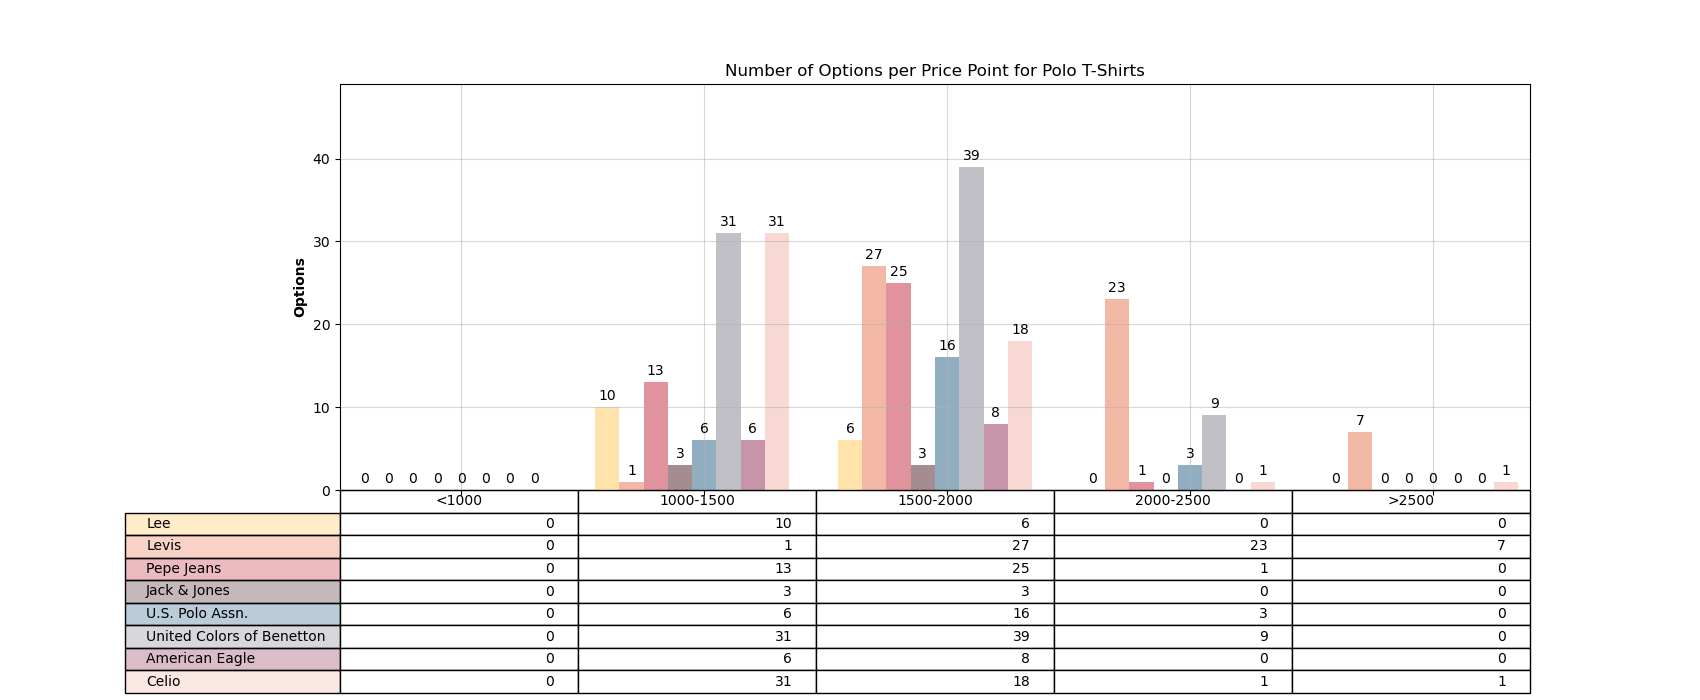 Number of Options per Price Point for Polo T-Shirts
Options
40
30
20
10
0
0 0 0 0 0 0 0 0
10 1 13 3 6 31 6 31
6 27 25 3 16 39 8 18
0 23 1 0 3 9 0 1
0 7 0 0 0 0 0 1
<1000 1000-1500 1500-2000 2000-2500 >2500
Lee 0 10 6 0 0
Levis 0 1 27 23 7
Pepe Jeans 0 13 25 1 0
Jack & Jones 0 3 3 0 0
U.S. Polo Assn. 0 6 16 3 0
United Colors of Benetton 0 31 39 9 0
American Eagle 0 6 8 0 0
Celio 0 31 18 1 1